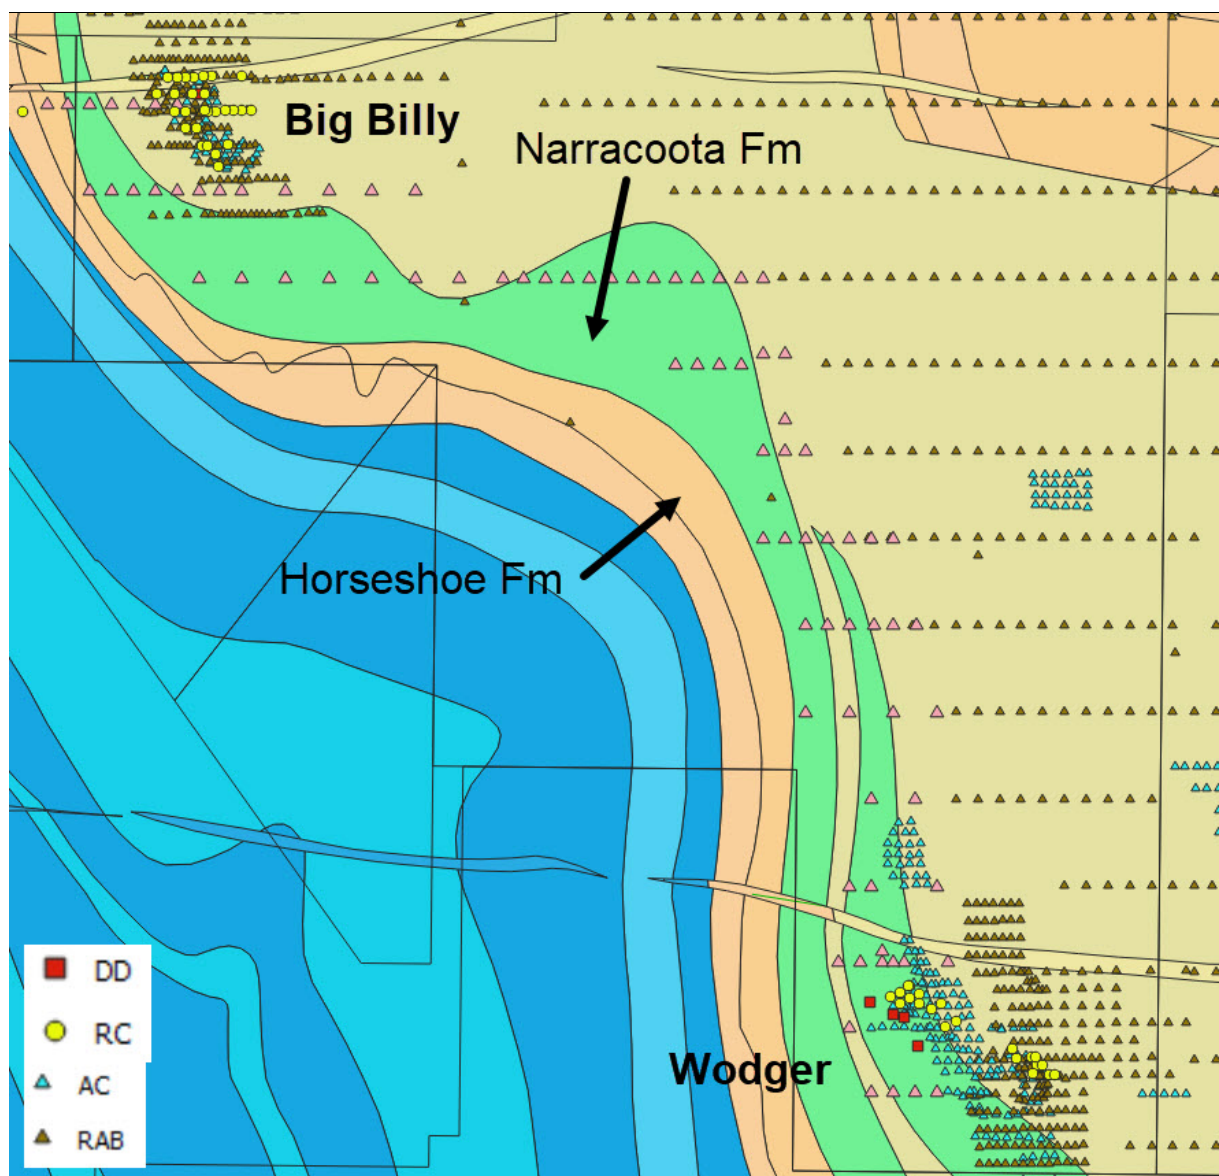 Big Billy
Narracoota Fm
Horseshoe Fm
Wodger
DD
RC
AC
RAB